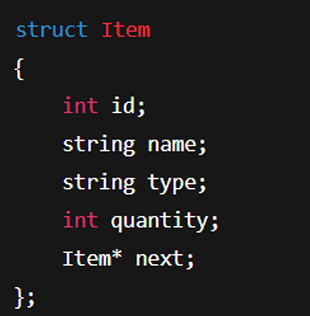 struct Item
{
int id;
string name;
string type;
int quantity;
Item* next;
};